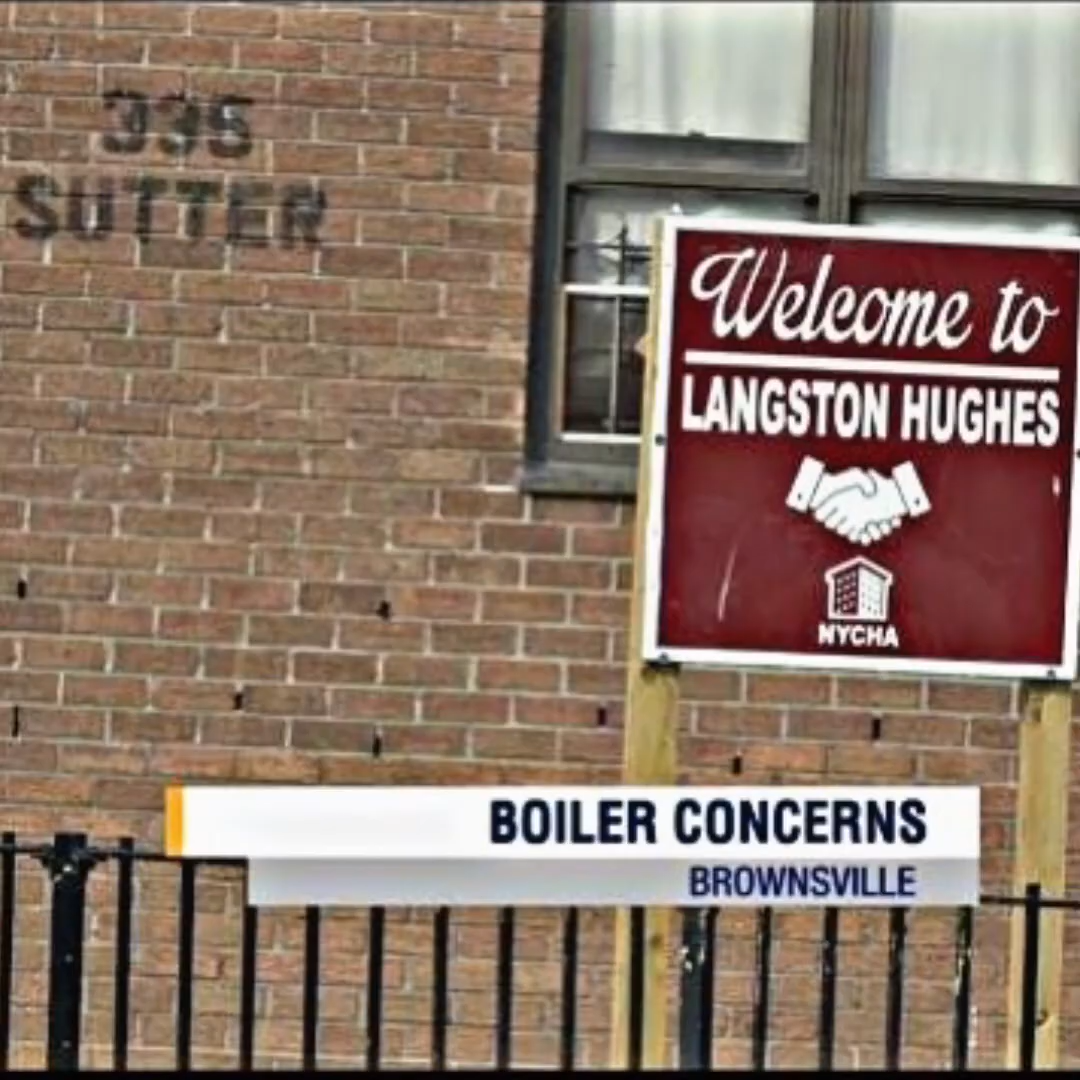 335
SUTTER
Welcome to
LANGSTON HUGHES
NYCHA
BOILER CONCERNS
BROWNSVILLE